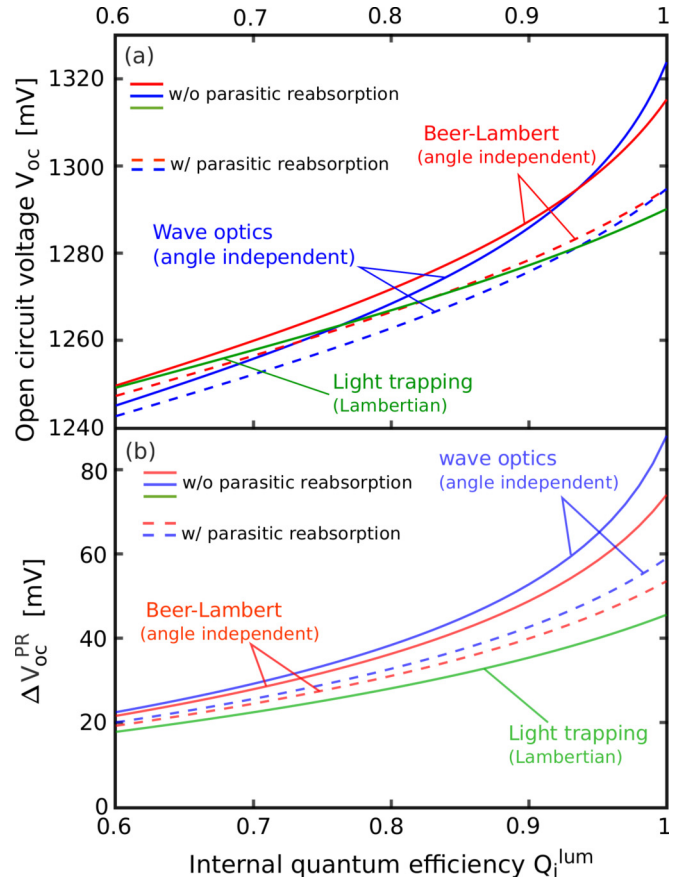 0.6 0.7 0.8 0.9 1
(a)
1320
1300
1280
1260
1240
Open circuit voltage Voc [mV]
w/o parasitic reabsorption
w/ parasitic reabsorption
Beer-Lambert
(angle independent)
Wave optics
(angle independent)
Light trapping
(Lambertian)
(b)
80
60
40
20
0
Δ Voc^PR [mV]
w/o parasitic reabsorption
w/ parasitic reabsorption
wave optics
(angle independent)
Beer-Lambert
(angle independent)
Light trapping
(Lambertian)
0.6 0.7 0.8 0.9 1
Internal quantum efficiency Qi^lum